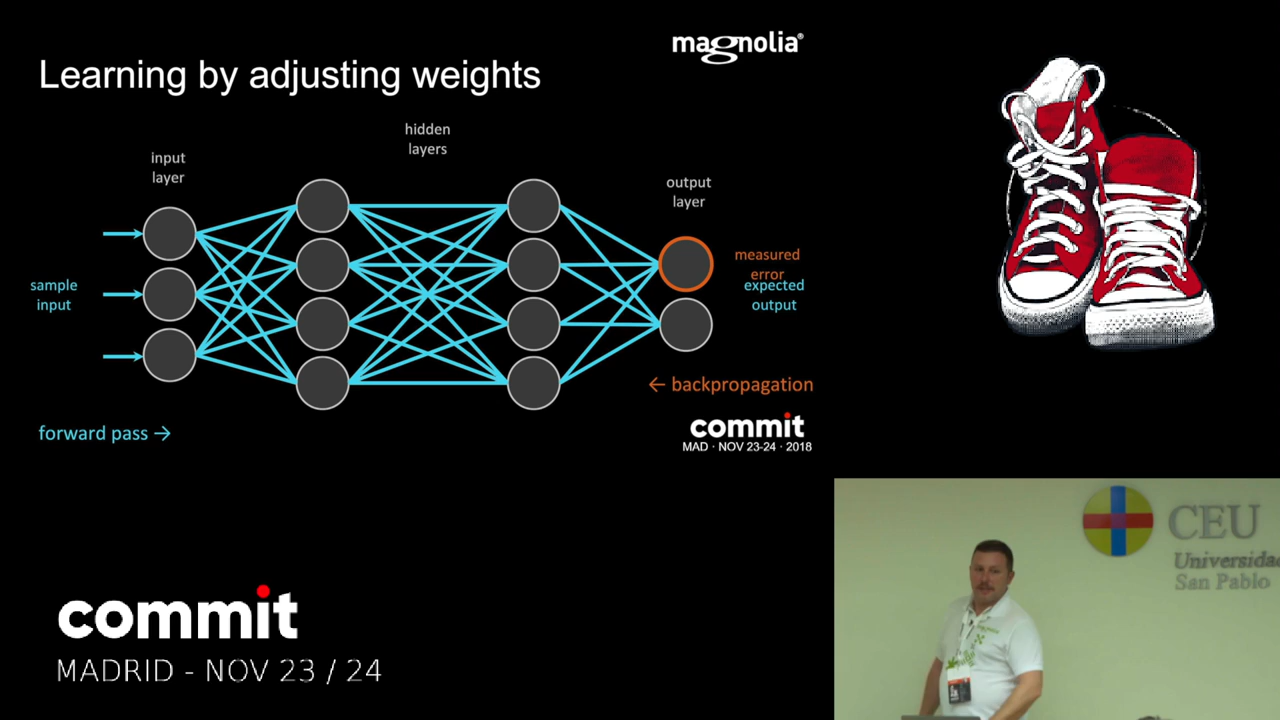 magnolia®
Learning by adjusting weights
hidden
layers
input
layer
output
layer
measured
error
sample
input
expected
output
← backpropagation
forward pass →
commit
MAD · NOV 23-24 · 2018
commit
MADRID - NOV 23 / 24
CEU
Universidad
San Pablo